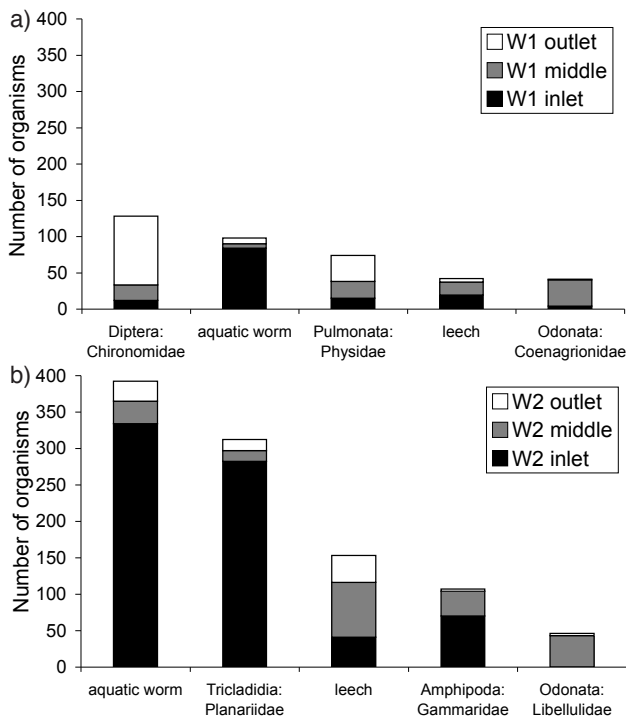 a)
400
350
300
250
200
150
100
50
0
Number of organisms
W1 outlet
W1 middle
W1 inlet
Diptera: Chironomidae
aquatic worm
Pulmonata: Physidae
leech
Odonata: Coenagrionidae
b)
400
350
300
250
200
150
100
50
0
Number of organisms
W2 outlet
W2 middle
W2 inlet
aquatic worm
Tricladidia: Planariidae
leech
Amphipoda: Gammaridae
Odonata: Libellulidae